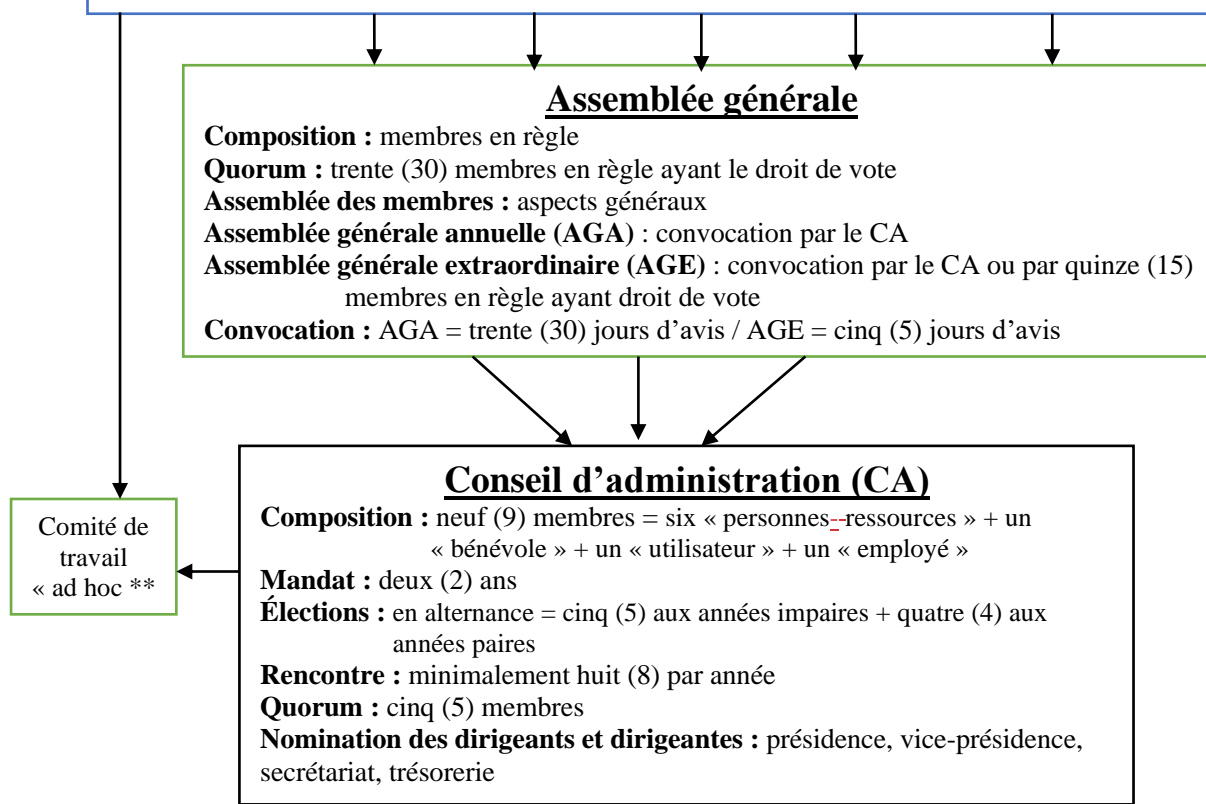 Assemblée générale
Composition : membres en règle
Quorum : trente (30) membres en règle ayant le droit de vote
Assemblée des membres : aspects généraux
Assemblée générale annuelle (AGA) : convocation par le CA
Assemblée générale extraordinaire (AGE) : convocation par le CA ou par quinze (15)
membres en règle ayant droit de vote
Convocation : AGA = trente (30) jours d’avis / AGE = cinq (5) jours d’avis
Conseil d’administration (CA)
Composition : neuf (9) membres = six « personnes--ressources » + un
« bénévole » + un « utilisateur » + un « employé »
Mandat : deux (2) ans
Élections : en alternance = cinq (5) aux années impaires + quatre (4) aux
années paires
Rencontre : minimalement huit (8) par année
Quorum : cinq (5) membres
Nomination des dirigeants et dirigeantes : présidence, vice-présidence,
secrétariat, trésorerie
Comité de
travail
« ad hoc **